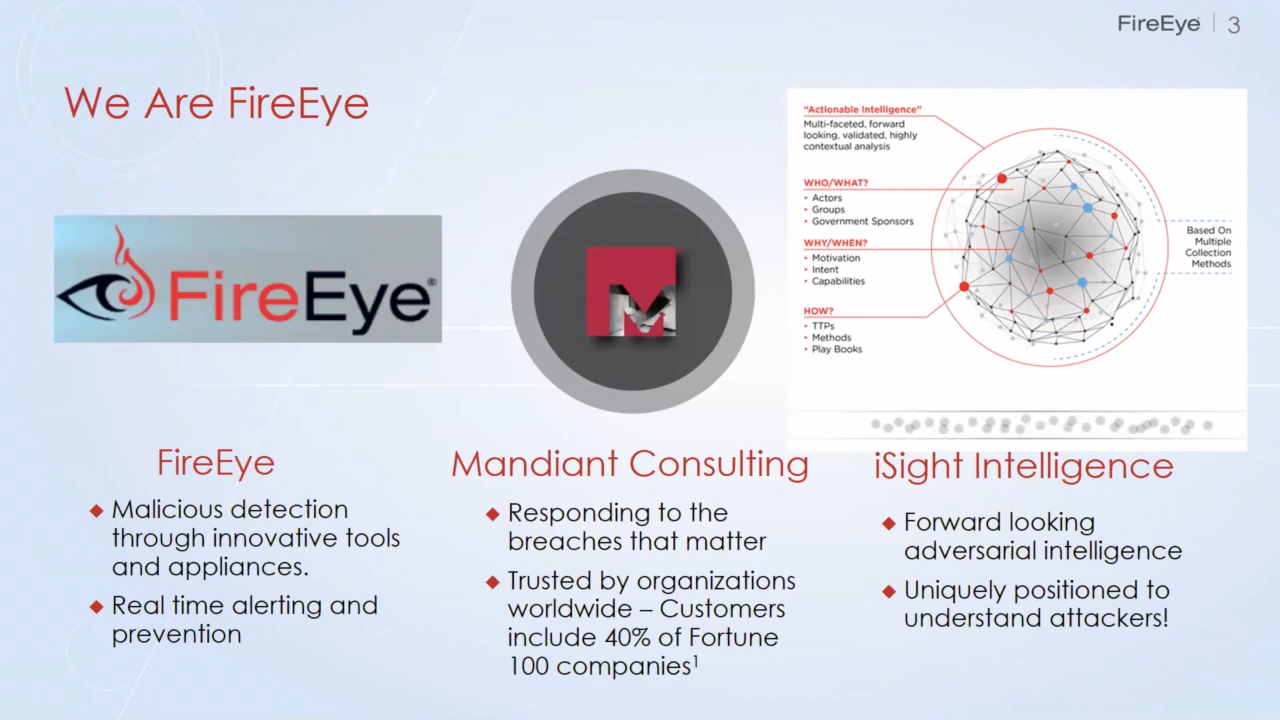 FireEye | 3
We Are FireEye
FireEye®
"Actionable Intelligence"
Multi-faceted, forward
looking, validated, highly
contextual analysis
WHO/WHAT?
• Actors
• Groups
• Government Sponsors
WHY/WHEN?
• Motivation
• Intent
• Capabilities
HOW?
• TTPs
• Methods
• Play Books
Based On
Multiple
Collection
Methods
FireEye
◆ Malicious detection
through innovative tools
and appliances.
◆ Real time alerting and
prevention
Mandiant Consulting
◆ Responding to the
breaches that matter
◆ Trusted by organizations
worldwide – Customers
include 40% of Fortune
100 companies¹
iSight Intelligence
◆ Forward looking
adversarial intelligence
◆ Uniquely positioned to
understand attackers!